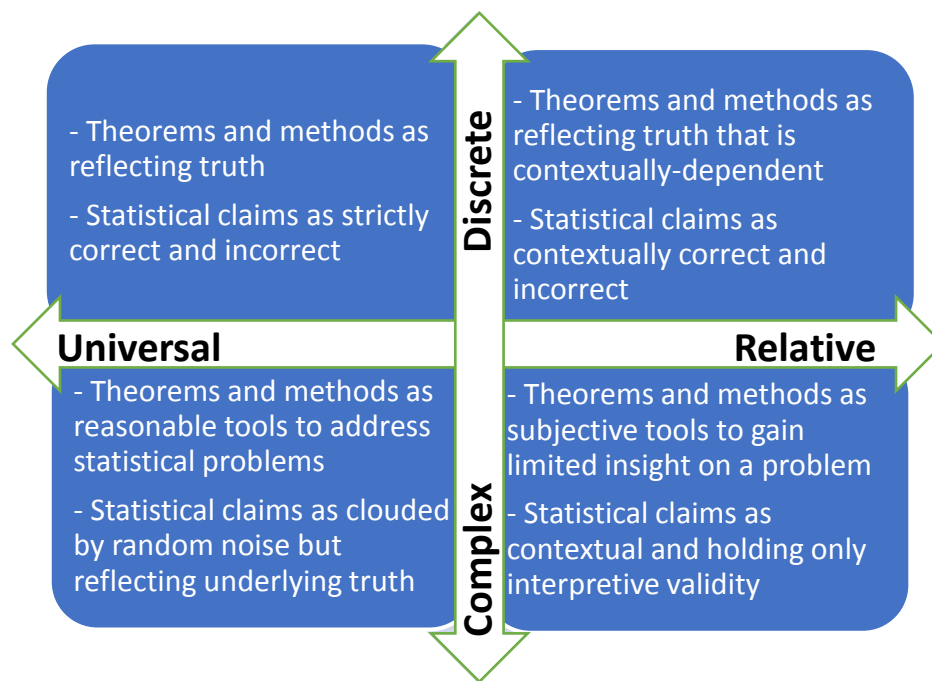 - Theorems and methods as
reflecting truth
- Statistical claims as strictly
correct and incorrect
Discrete
- Theorems and methods as
reflecting truth that is
contextually-dependent
- Statistical claims as
contextually correct and
incorrect
Universal
Relative
- Theorems and methods as
reasonable tools to address
statistical problems
- Statistical claims as clouded
by random noise but
reflecting underlying truth
Complex
- Theorems and methods as
subjective tools to gain
limited insight on a problem
- Statistical claims as
contextual and holding only
interpretive validity